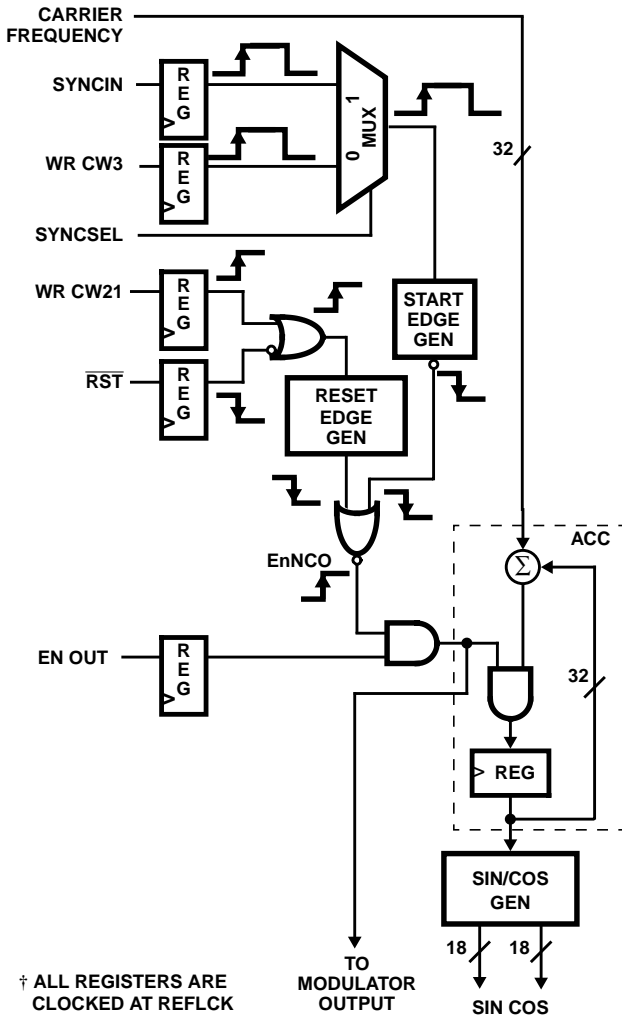 CARRIER
FREQUENCY
SYNCIN
REG
1
MUX
0
WR CW3
REG
32
SYNCSEL
WR CW21
REG
START
EDGE
GEN
RST
REG
RESET
EDGE
GEN
ACC
Σ
EnNCO
EN OUT
REG
32
REG
SIN/COS
GEN
18
18
† ALL REGISTERS ARE
CLOCKED AT REFLCK
TO
MODULATOR
OUTPUT
SIN COS